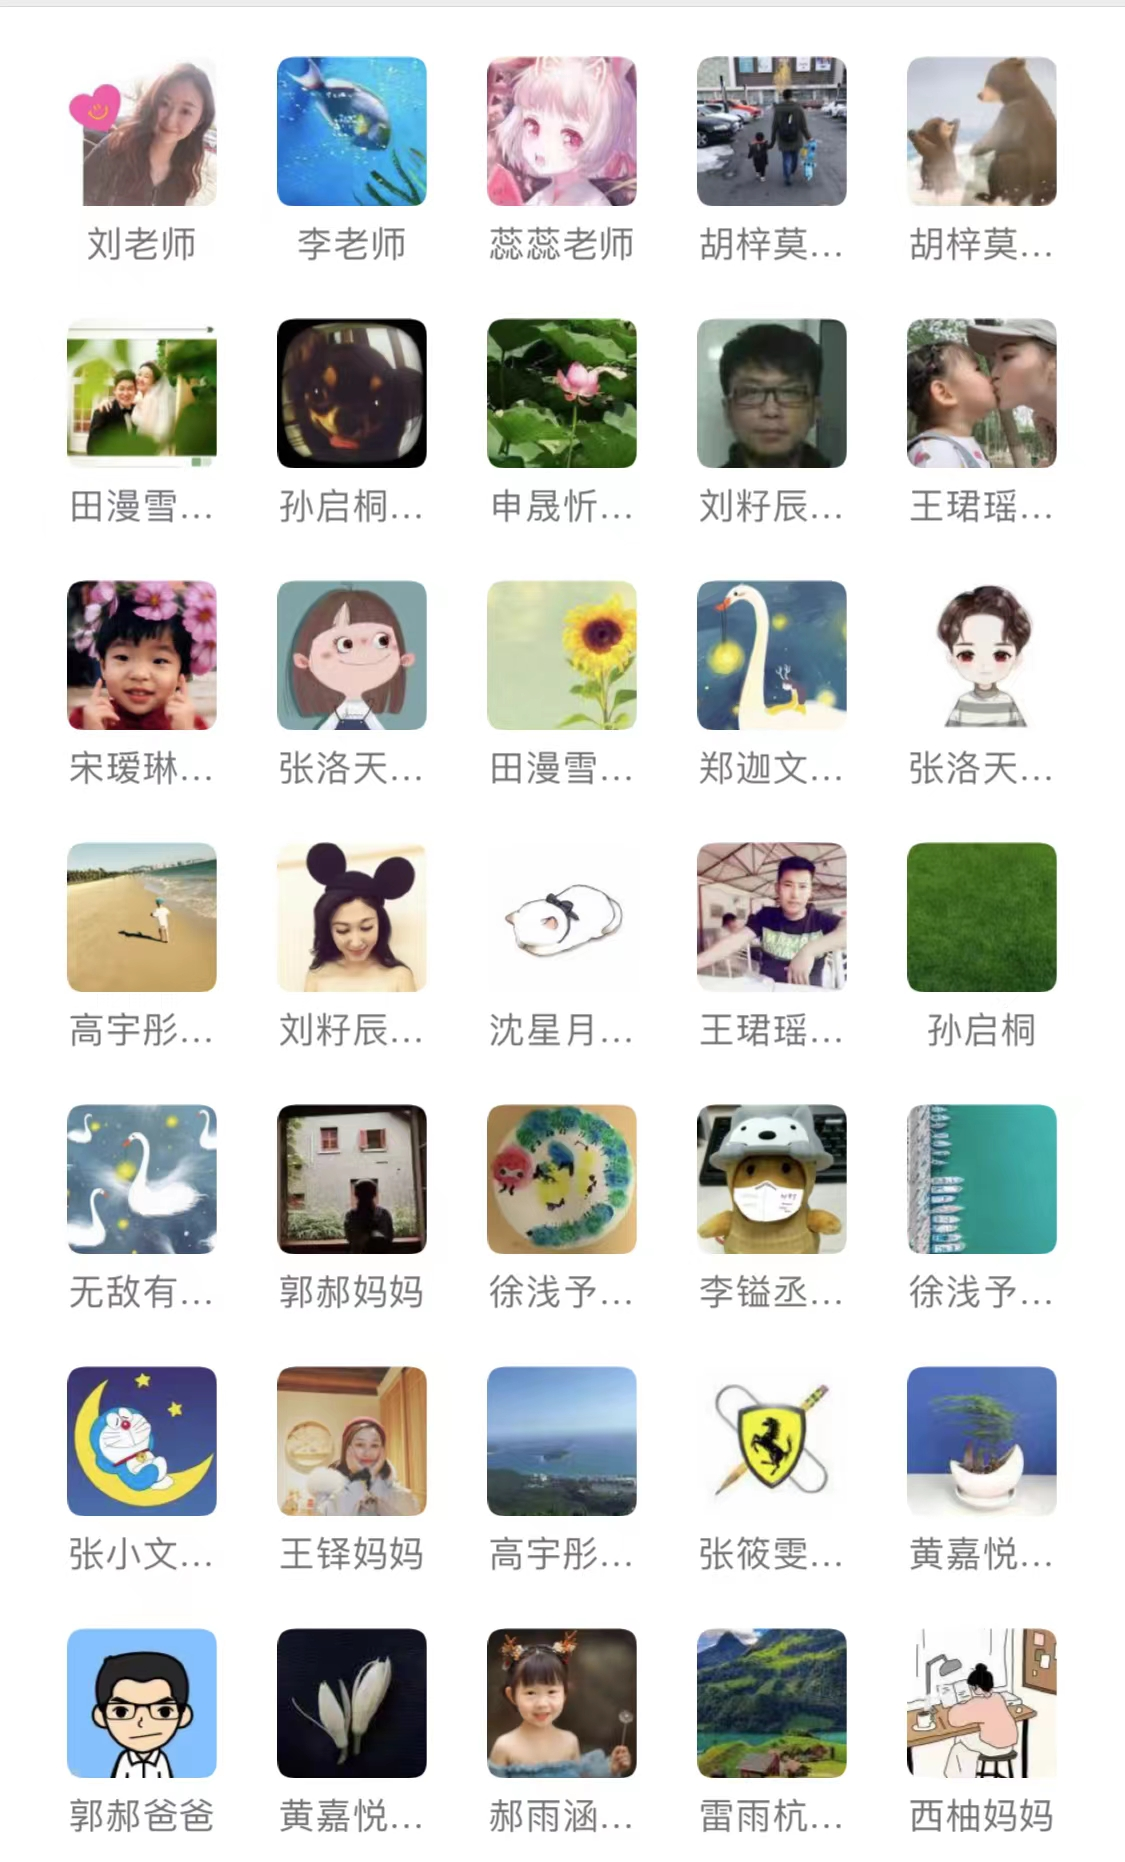 刘老师 李老师 蕊蕊老师 胡梓莫... 胡梓莫...
田漫雪... 孙启桐... 申晟忻... 刘籽辰... 王珺瑶...
宋瑷琳... 张洛天... 田漫雪... 郑迦文... 张洛天...
高宇彤... 刘籽辰... 沈星月... 王珺瑶... 孙启桐
无敌有... 郭郝妈妈 徐浅予... 李镒丞... 徐浅予...
张小文... 王铎妈妈 高宇彤... 张筱雯... 黄嘉悦...
郭郝爸爸 黄嘉悦... 郝雨涵... 雷雨杭... 西柚妈妈